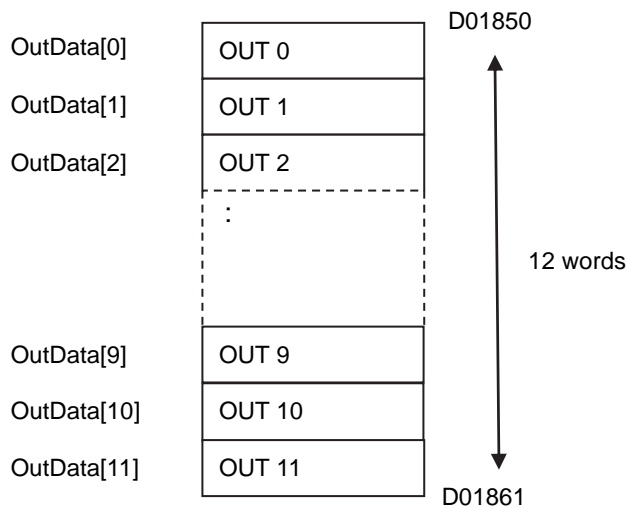 D01850
OutData[0] OUT 0
OutData[1] OUT 1
OutData[2] OUT 2
:
12 words
OutData[9] OUT 9
OutData[10] OUT 10
OutData[11] OUT 11
D01861